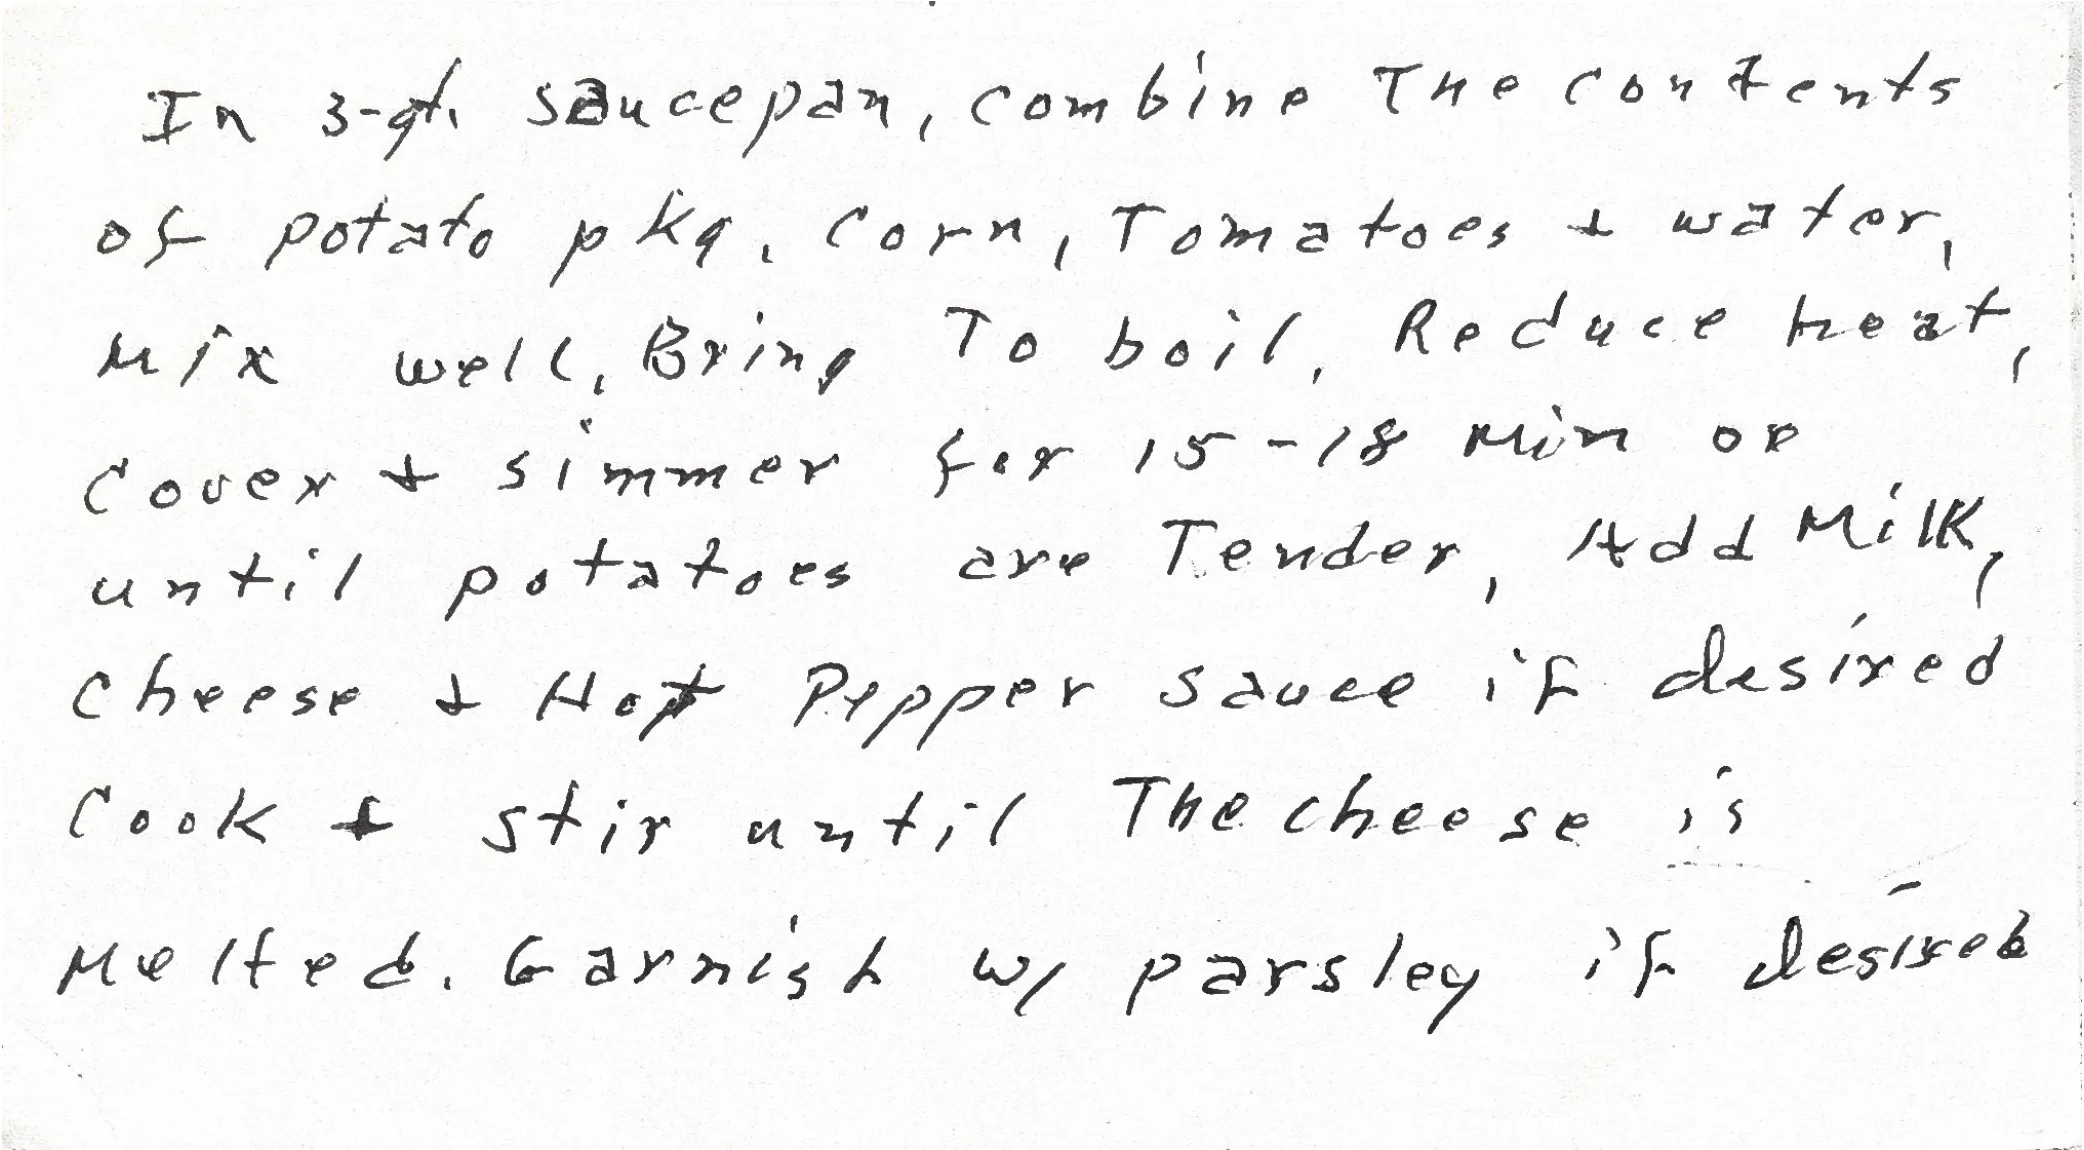 In 3-qt. saucepan, combine The contents
of potato pkg, Corn, Tomatoes & water,
Mix well, Bring To boil, Reduce heat,
Cover & simmer for 15-18 Min or
until potatoes are Tender, Add Milk,
Cheese & Hot Pepper sauce if desired
Cook & stir until The cheese is
Melted. Garnish w/ parsley if desired